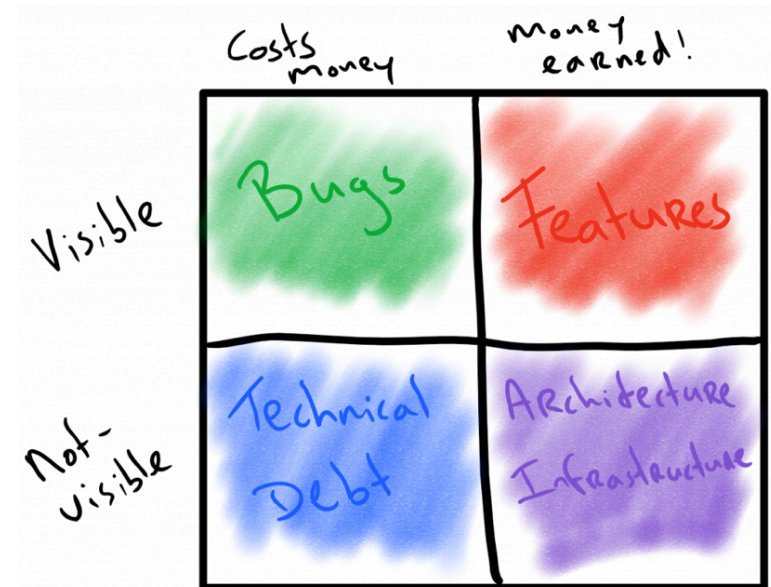 Costs
money
money
earned!
Visible
Bugs
Features
Not-
visible
Technical
Debt
Architecture
Infrastructure